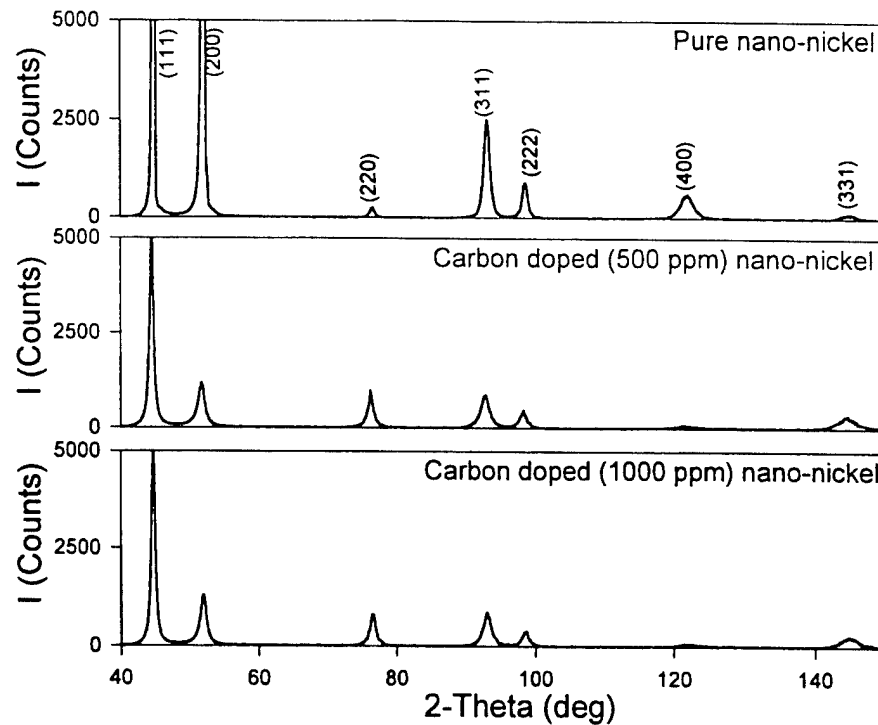 5000
2500
0
I (Counts)
Pure nano-nickel
(111)
(200)
(220)
(311)
(222)
(400)
(331)
5000
2500
0
I (Counts)
Carbon doped (500 ppm) nano-nickel
5000
2500
0
I (Counts)
Carbon doped (1000 ppm) nano-nickel
40 60 80 100 120 140
2-Theta (deg)